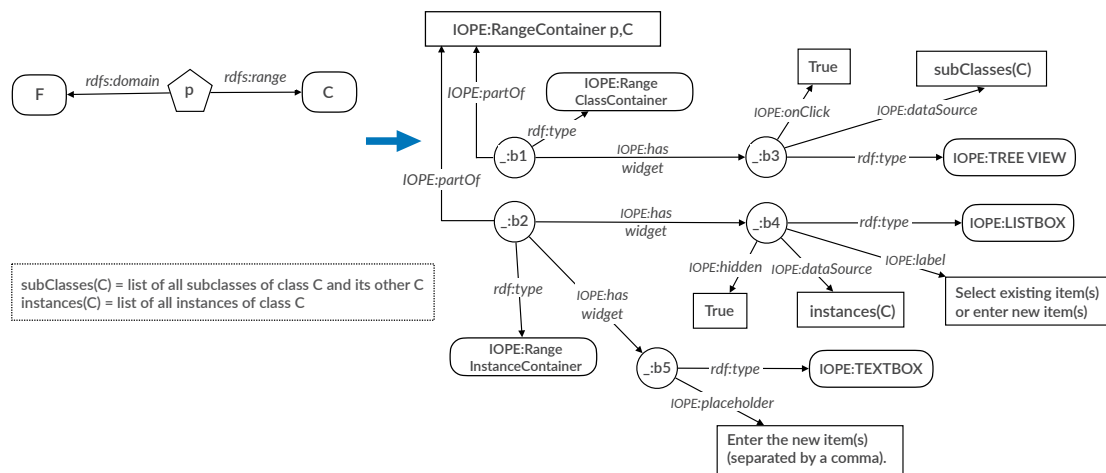 IOPE:RangeContainer p,C
rdfs:domain
rdfs:range
F
p
C
IOPE:partOf
IOPE:Range
ClassContainer
rdf:type
True
subClasses(C)
IOPE:onClick
IOPE:dataSource
_:b1
IOPE:has
widget
_:b3
rdf:type
IOPE:TREE VIEW
IOPE:partOf
_:b2
IOPE:has
widget
_:b4
rdf:type
IOPE:LISTBOX
IOPE:hidden
IOPE:dataSource
IOPE:label
subClasses(C) = list of all subclasses of class C and its other C
instances(C) = list of all instances of class C
rdf:type
IOPE:has
widget
True
instances(C)
Select existing item(s)
or enter new item(s)
IOPE:Range
InstanceContainer
_:b5
rdf:type
IOPE:TEXTBOX
IOPE:placeholder
Enter the new item(s)
(separated by a comma).